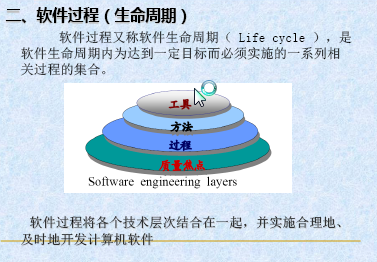 二、软件过程（生命周期）
软件过程又称软件生命周期（ Life cycle ），是
软件生命周期内为达到一定目标而必须实施的一系列相
关过程的集合。
工具
方法
过程
质量焦点
Software engineering layers
软件过程将各个技术层次结合在一起，并实施合理地、
及时地开发计算机软件